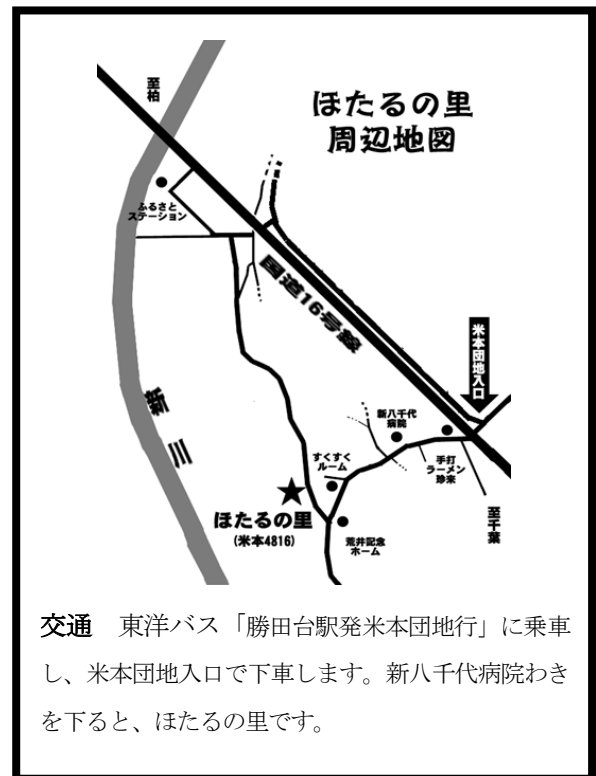 ほたるの里
周辺地図
至柏
ふるさと
ステーション
国道16号線
米本団地入口
新八千代
病院
手打
ラーメン
珍来
すくすく
ルーム
ほたるの里
(米本4816)
荒井記念
ホーム
至千葉
新
三
交通 東洋バス「勝田台駅発米本団地行」に乗車
し、米本団地入口で下車します。新八千代病院わき
を下ると、ほたるの里です。